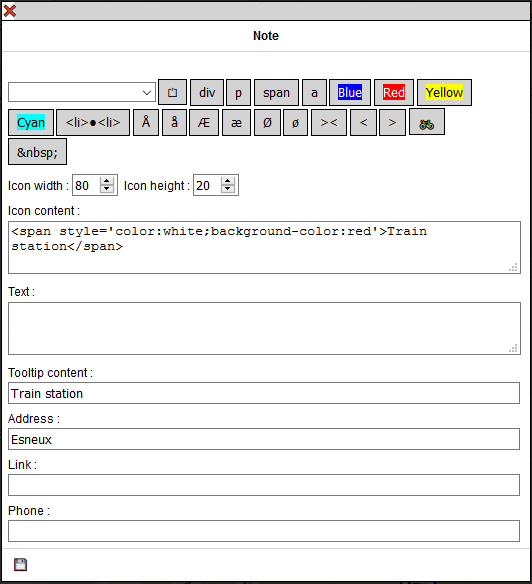 Note
div p span a Blue Red Yellow
Cyan <li>●<li> Å å Æ æ Ø ø >< < >
&nbsp;
Icon width : 80 Icon height : 20
Icon content :
<span style='color:white;background-color:red'>Train
station</span>
Text :
Tooltip content :
Train station
Address :
Esneux
Link :
Phone :